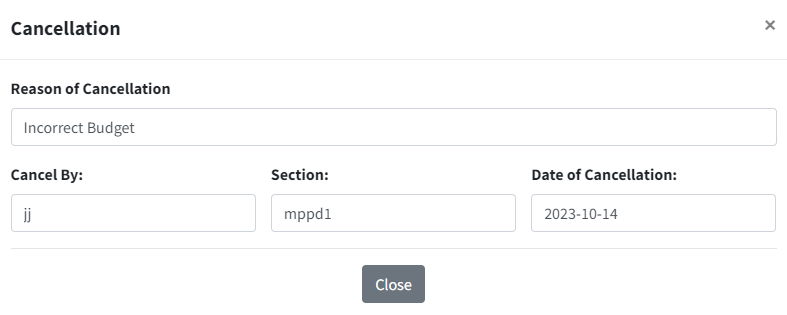 Cancellation ×
Reason of Cancellation
Incorrect Budget
Cancel By: Section: Date of Cancellation:
jj mppd1 2023-10-14
Close